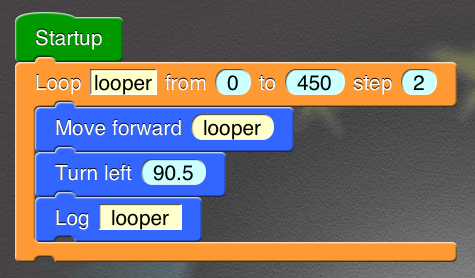 Startup
Loop looper from 0 to 450 step 2
Move forward looper
Turn left 90.5
Log looper